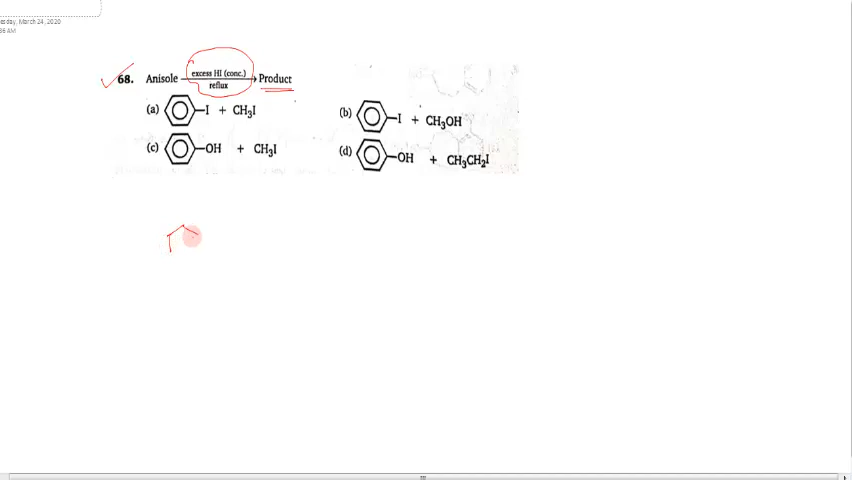 68. Anisole excess HI (conc.) reflux Product
(a) I + CH3I
(b) I + CH3OH
(c) OH + CH3I
(d) OH + CH3CH2I